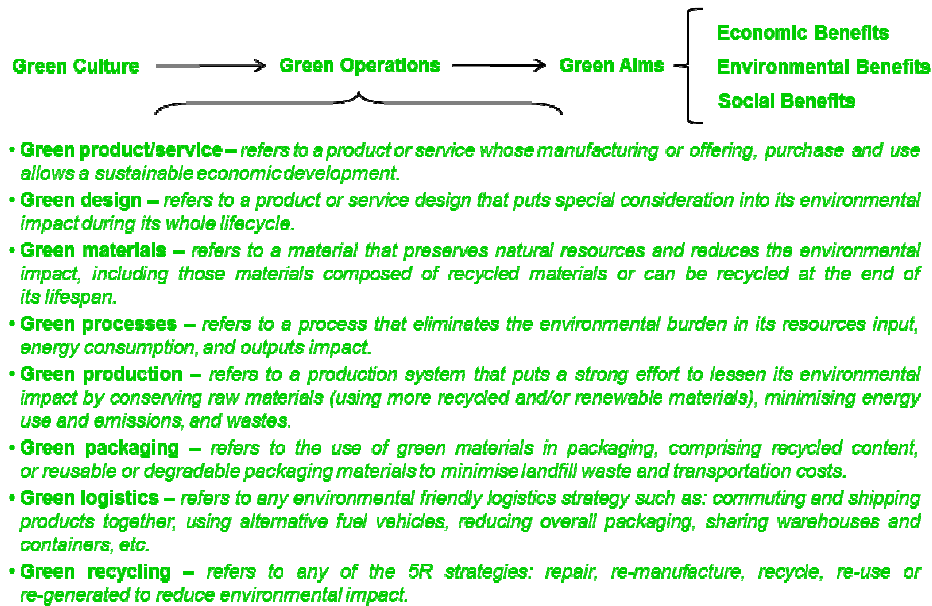 Economic Benefits
Green Culture Green Operations Green Aims Environmental Benefits
Social Benefits
• Green product/service – refers to a product or service whose manufacturing or offering, purchase and use
allows a sustainable economic development.
• Green design – refers to a product or service design that puts special consideration into its environmental
impact during its whole lifecycle.
• Green materials – refers to a material that preserves natural resources and reduces the environmental
impact, including those materials composed of recycled materials or can be recycled at the end of
its lifespan.
• Green processes – refers to a process that eliminates the environmental burden in its resources input,
energy consumption, and outputs impact.
• Green production – refers to a production system that puts a strong effort to lessen its environmental
impact by conserving raw materials (using more recycled and/or renewable materials), minimising energy
use and emissions, and wastes.
• Green packaging – refers to the use of green materials in packaging, comprising recycled content,
or reusable or degradable packaging materials to minimise landfill waste and transportation costs.
• Green logistics – refers to any environmental friendly logistics strategy such as: commuting and shipping
products together, using alternative fuel vehicles, reducing overall packaging, sharing warehouses and
containers, etc.
• Green recycling – refers to any of the 5R strategies: repair, re-manufacture, recycle, re-use or
re-generated to reduce environmental impact.